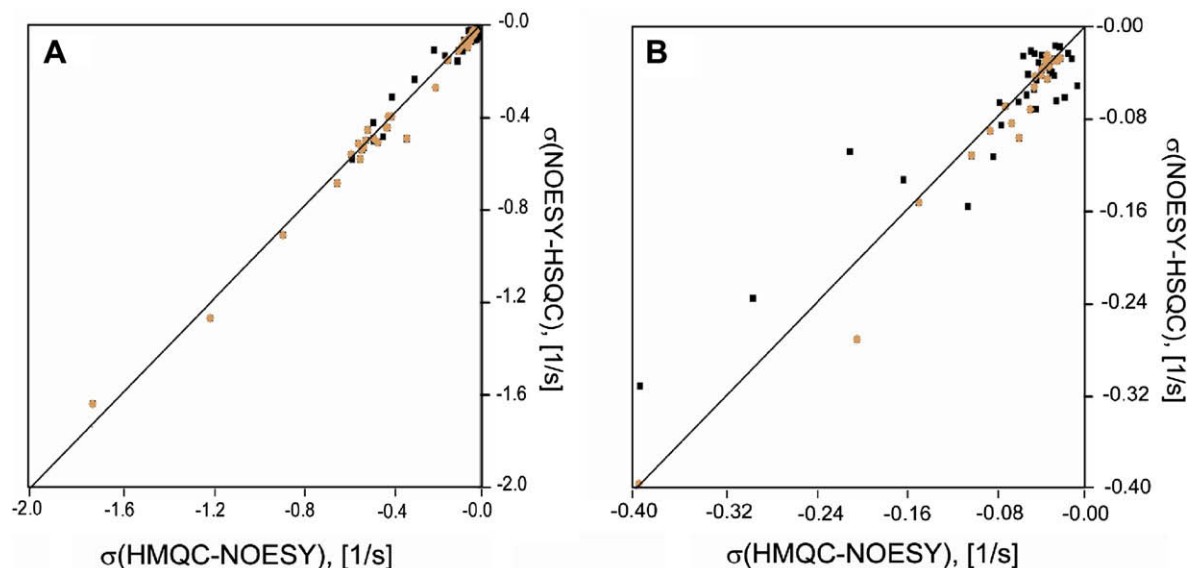 A
-0.0
-0.4
-0.8
-1.2
-1.6
-2.0
σ(NOESY-HSQC), [1/s]
-2.0 -1.6 -1.2 -0.8 -0.4 -0.0
σ(HMQC-NOESY), [1/s]
B
-0.00
-0.08
-0.16
-0.24
-0.32
-0.40
σ(NOESY-HSQC), [1/s]
-0.40 -0.32 -0.24 -0.16 -0.08 -0.00
σ(HMQC-NOESY), [1/s]